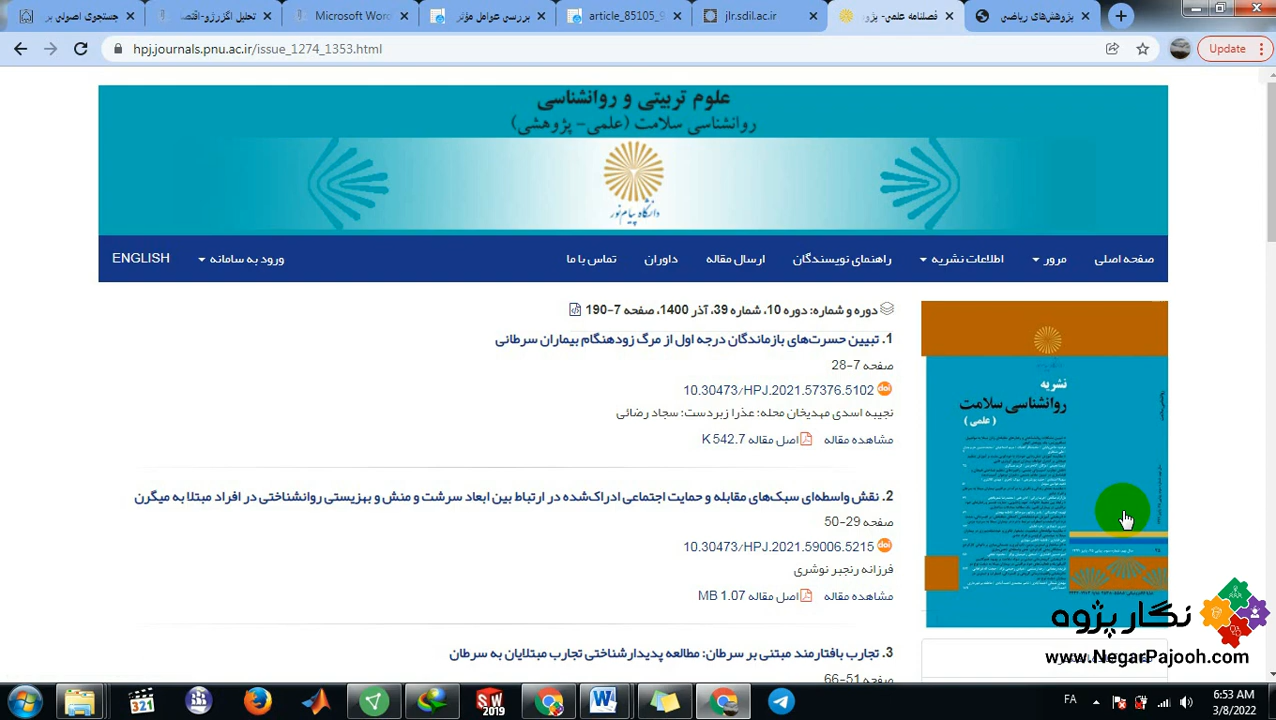 جستجوی اصولی بر
تحلیل اگزرژو-اقتصا
Microsoft Word
بررسی عوامل مؤثر
article_85105_9
jlr.sdil.ac.ir
فصلنامه علمی- پژو
پژوهش‌های ریاضی
hpj.journals.pnu.ac.ir/issue_1274_1353.html
Update
علوم تربیتی و روانشناسی
روانشناسی سلامت (علمی- پژوهشی)
دانشگاه پیام نور
صفحه اصلی
مرور
اطلاعات نشریه
راهنمای نویسندگان
ارسال مقاله
داوران
تماس با ما
ورود به سامانه
ENGLISH
دوره و شماره: دوره 10، شماره 39، آذر 1400، صفحه 7-190
1. تبیین حسرت‌های بازماندگان درجه اول از مرگ زودهنگام بیماران سرطانی
صفحه 7-28
10.30473/HPJ.2021.57376.5102
نجیبه اسدی مهدیخان محله؛ عذرا زبردست؛ سجاد رضائی
مشاهده مقاله
اصل مقاله 542.7 K
2. نقش واسطه‌ای سبک‌های مقابله و حمایت اجتماعی ادراک‌شده در ارتباط بین ابعاد سرشت و منش و بهزیستی روانشناختی در افراد مبتلا به میگرن
صفحه 29-50
10.30473/HPJ.2021.59006.5215
فرزانه رنجبر نوشری
مشاهده مقاله
اصل مقاله 1.07 MB
3. تجارب بافتارمند مبتنی بر سرطان: مطالعه پدیدارشناختی تجارب مبتلایان به سرطان
صفحه 51-66
نشریه
روانشناسی سلامت
( علمی )
نگار پژوه
www.NegarPajooh.com
321
SW
2019
FA
6:53 AM
3/8/2022